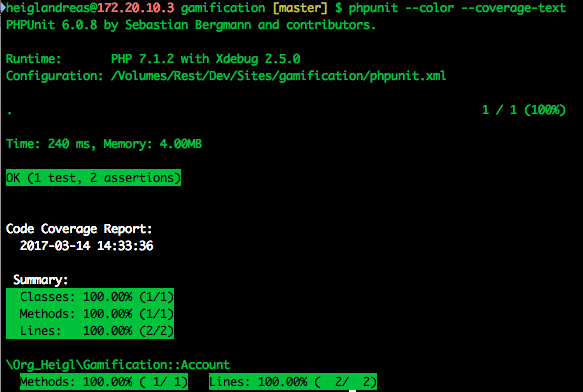 heiglandreas@172.20.10.3 gamification [master] $ phpunit --color --coverage-text
PHPUnit 6.0.8 by Sebastian Bergmann and contributors.
Runtime:       PHP 7.1.2 with Xdebug 2.5.0
Configuration: /Volumes/Rest/Dev/Sites/gamification/phpunit.xml
.                                                                   1 / 1 (100%)
Time: 240 ms, Memory: 4.00MB
OK (1 test, 2 assertions)
Code Coverage Report:
  2017-03-14 14:33:36
 Summary:
  Classes: 100.00% (1/1)
  Methods: 100.00% (1/1)
  Lines:   100.00% (2/2)
\Org_Heigl\Gamification::Account
  Methods: 100.00% ( 1/ 1)   Lines: 100.00% (  2/  2)